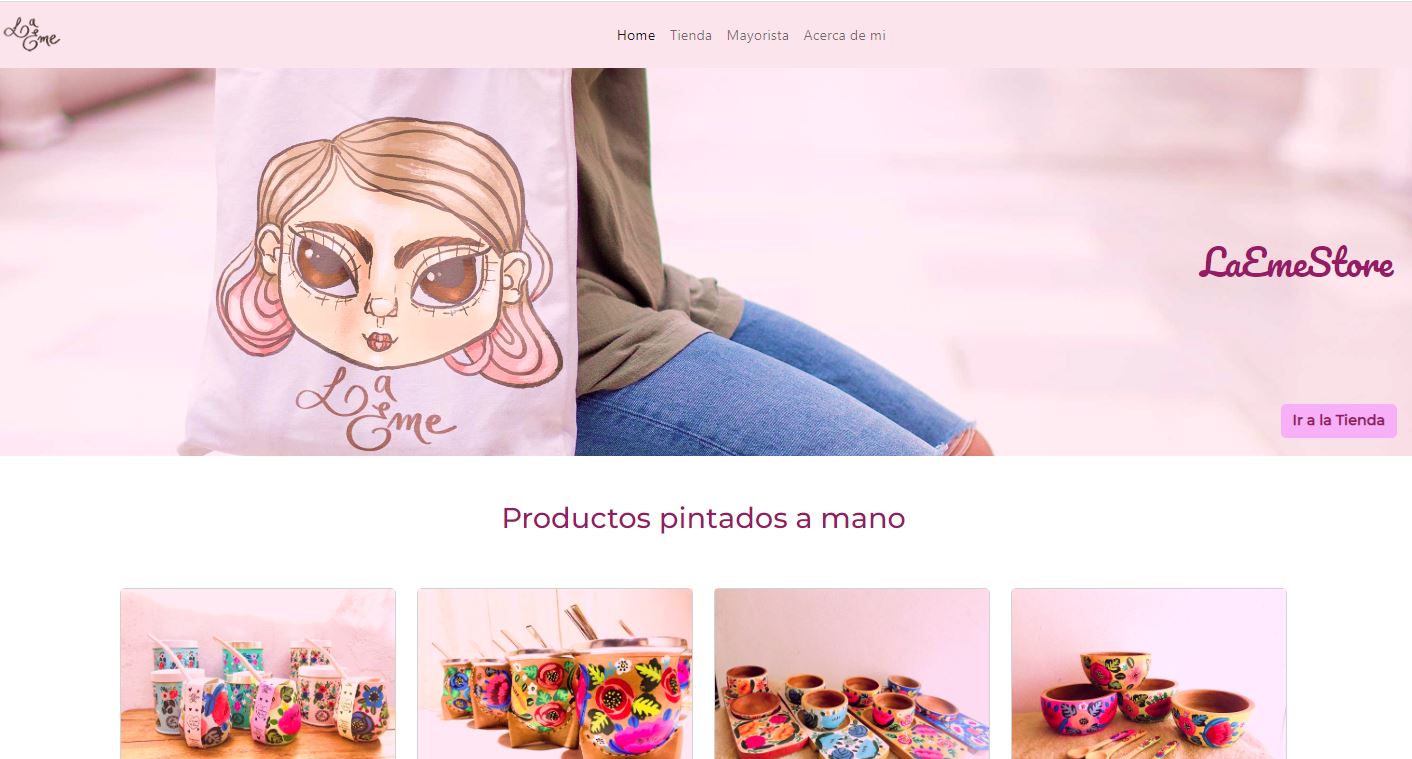 La Eme
Home Tienda Mayorista Acerca de mi
LaEmeStore
La Eme
Ir a la Tienda
Productos pintados a mano